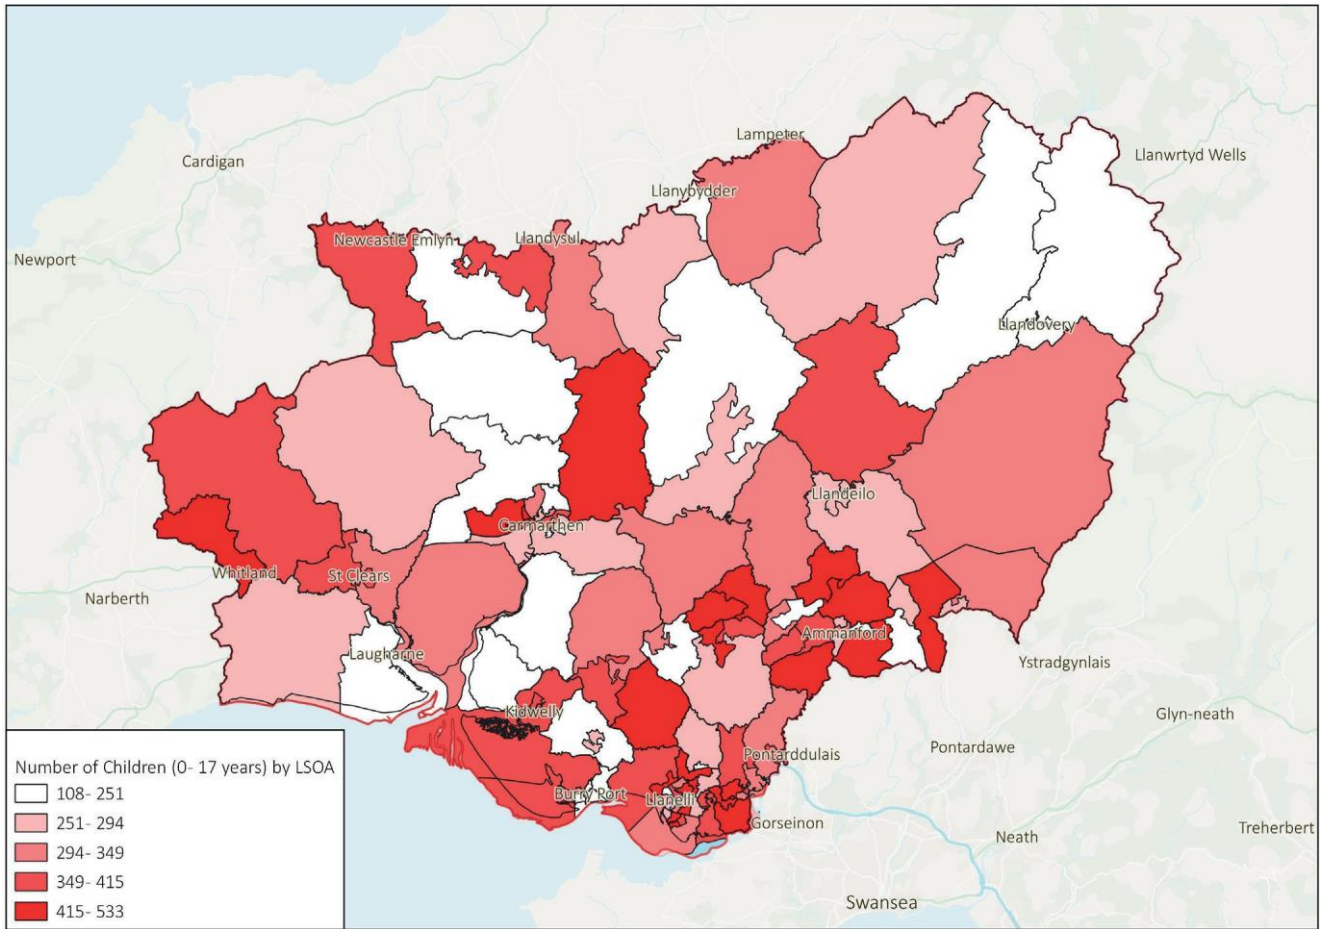 Lampeter
Cardigan
Llanwrtyd Wells
Llanybydder
Newcastle Emlyn
Llandysul
Newport
Llandovery
Llandeilo
Carmarthen
Whitland
St Clears
Narberth
Ammanford
Laugharne
Ystradgynlais
Kidwelly
Glyn-neath
Pontarddulais
Pontardawe
Burry Port
Llanelli
Gorseinon
Neath
Treherbert
Swansea
Number of Children (0- 17 years) by LSOA
108- 251
251- 294
294- 349
349- 415
415- 533